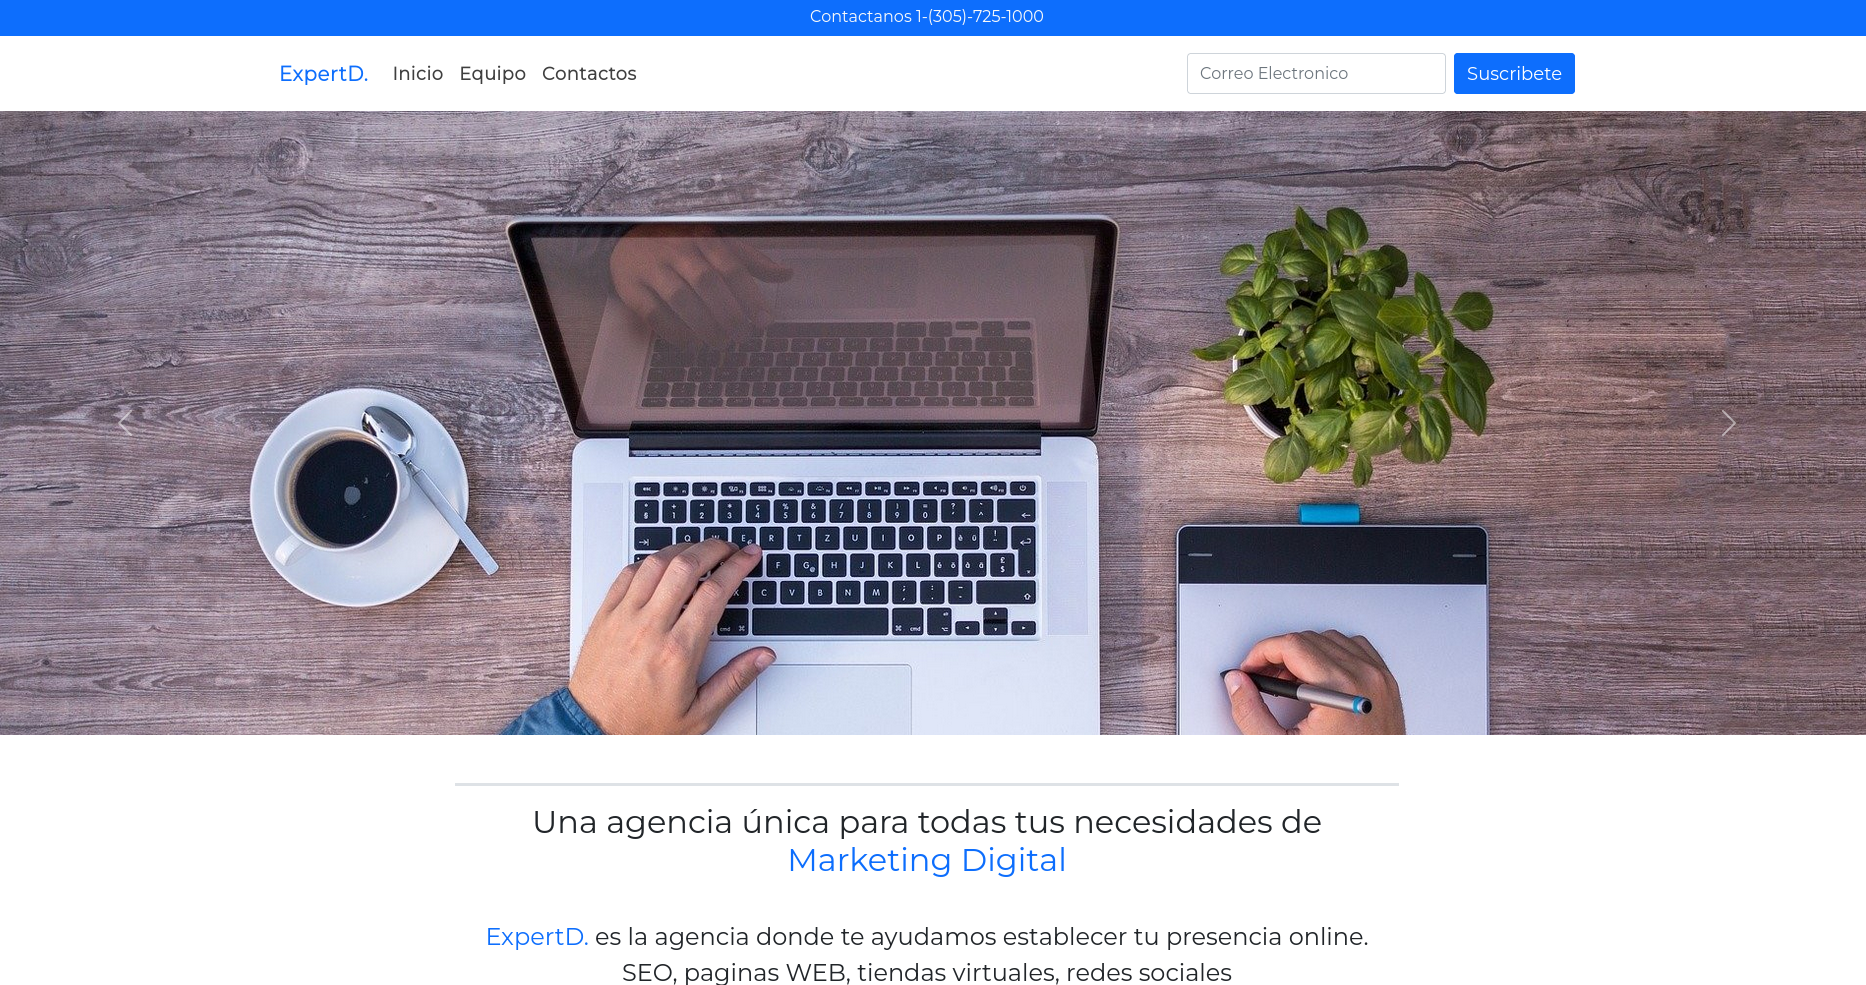 Contactanos 1-(305)-725-1000
ExpertD. Inicio Equipo Contactos Correo Electronico Suscribete
Una agencia única para todas tus necesidades de
Marketing Digital
ExpertD. es la agencia donde te ayudamos establecer tu presencia online.
SEO, paginas WEB, tiendas virtuales, redes sociales